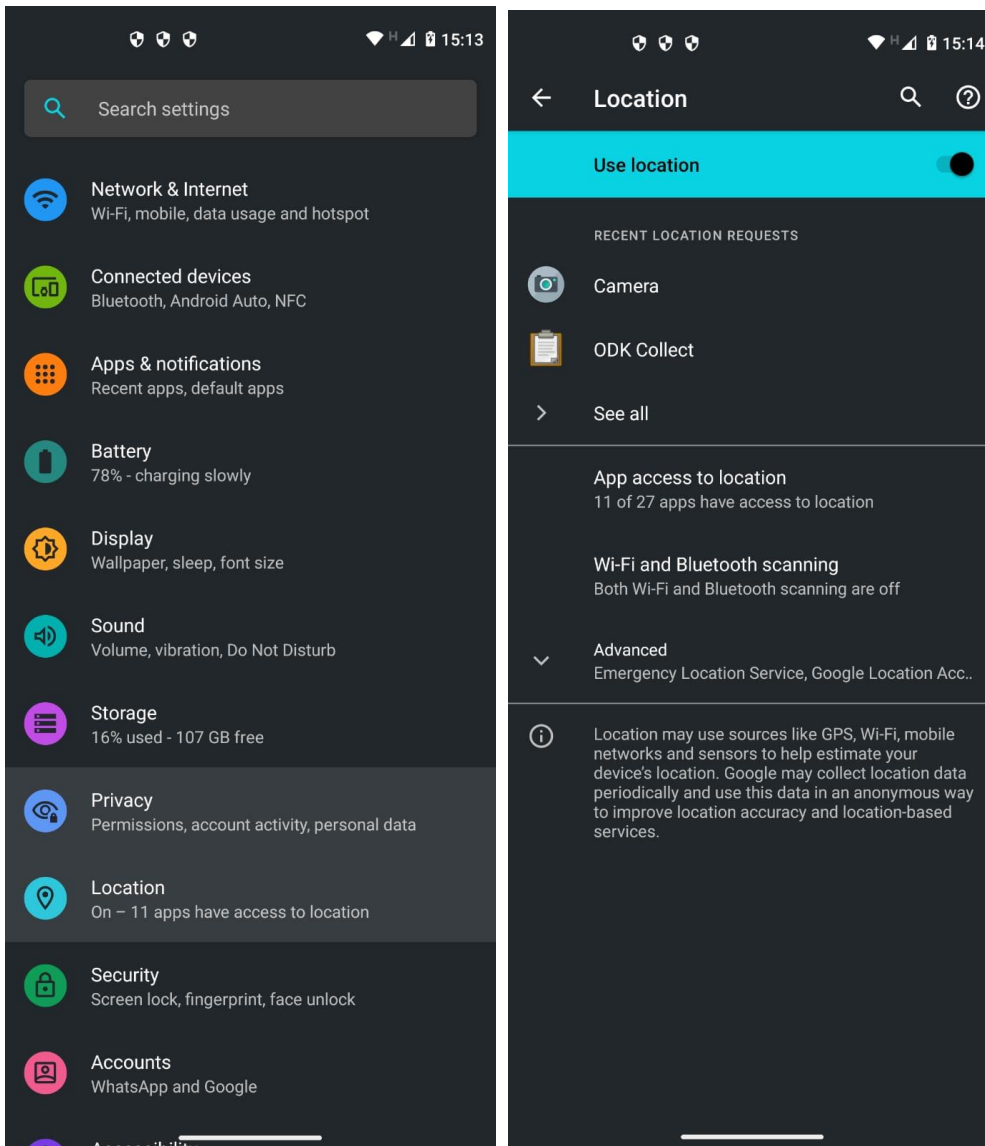 H
15:13
Search settings
Network & Internet
Wi-Fi, mobile, data usage and hotspot
Connected devices
Bluetooth, Android Auto, NFC
Apps & notifications
Recent apps, default apps
Battery
78% - charging slowly
Display
Wallpaper, sleep, font size
Sound
Volume, vibration, Do Not Disturb
Storage
16% used - 107 GB free
Privacy
Permissions, account activity, personal data
Location
On – 11 apps have access to location
Security
Screen lock, fingerprint, face unlock
Accounts
WhatsApp and Google
H
15:14
Location
Use location
RECENT LOCATION REQUESTS
Camera
ODK Collect
See all
App access to location
11 of 27 apps have access to location
Wi-Fi and Bluetooth scanning
Both Wi-Fi and Bluetooth scanning are off
Advanced
Emergency Location Service, Google Location Acc..
Location may use sources like GPS, Wi-Fi, mobile
networks and sensors to help estimate your
device's location. Google may collect location data
periodically and use this data in an anonymous way
to improve location accuracy and location-based
services.